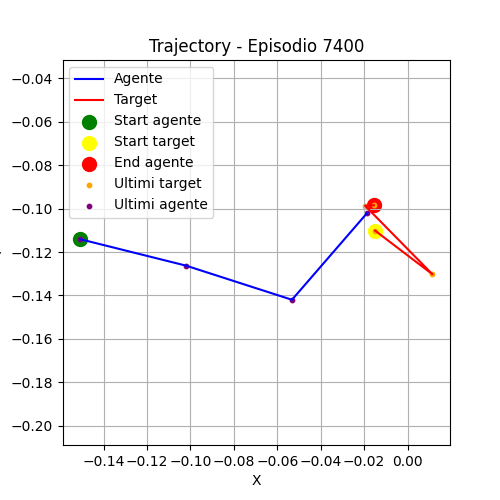 Trajectory - Episodio 7400
−0.04
−0.06
−0.08
−0.10
−0.12
−0.14
−0.16
−0.18
−0.20
Agente
Target
Start agente
Start target
End agente
Ultimi target
Ultimi agente
−0.14 −0.12 −0.10 −0.08 −0.06 −0.04 −0.02 0.00
X